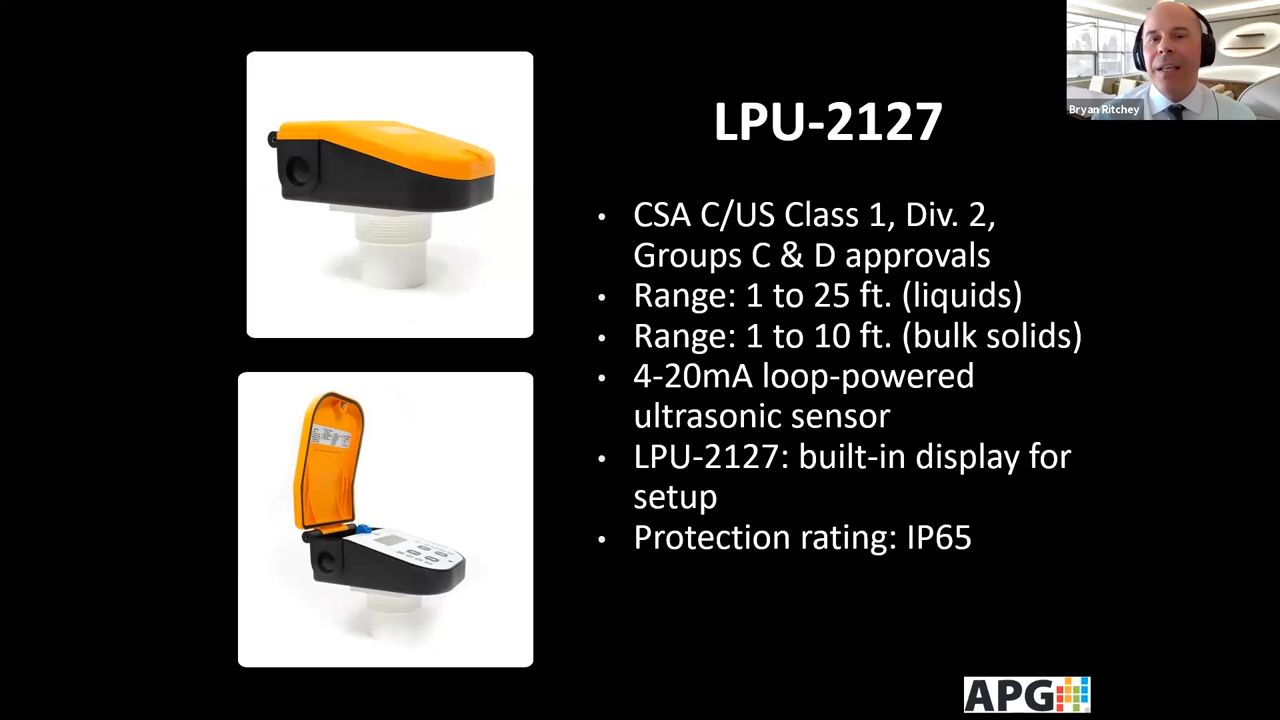 Bryan Ritchey
LPU-2127
• CSA C/US Class 1, Div. 2,
Groups C & D approvals
• Range: 1 to 25 ft. (liquids)
• Range: 1 to 10 ft. (bulk solids)
• 4-20mA loop-powered
ultrasonic sensor
• LPU-2127: built-in display for
setup
• Protection rating: IP65
APG